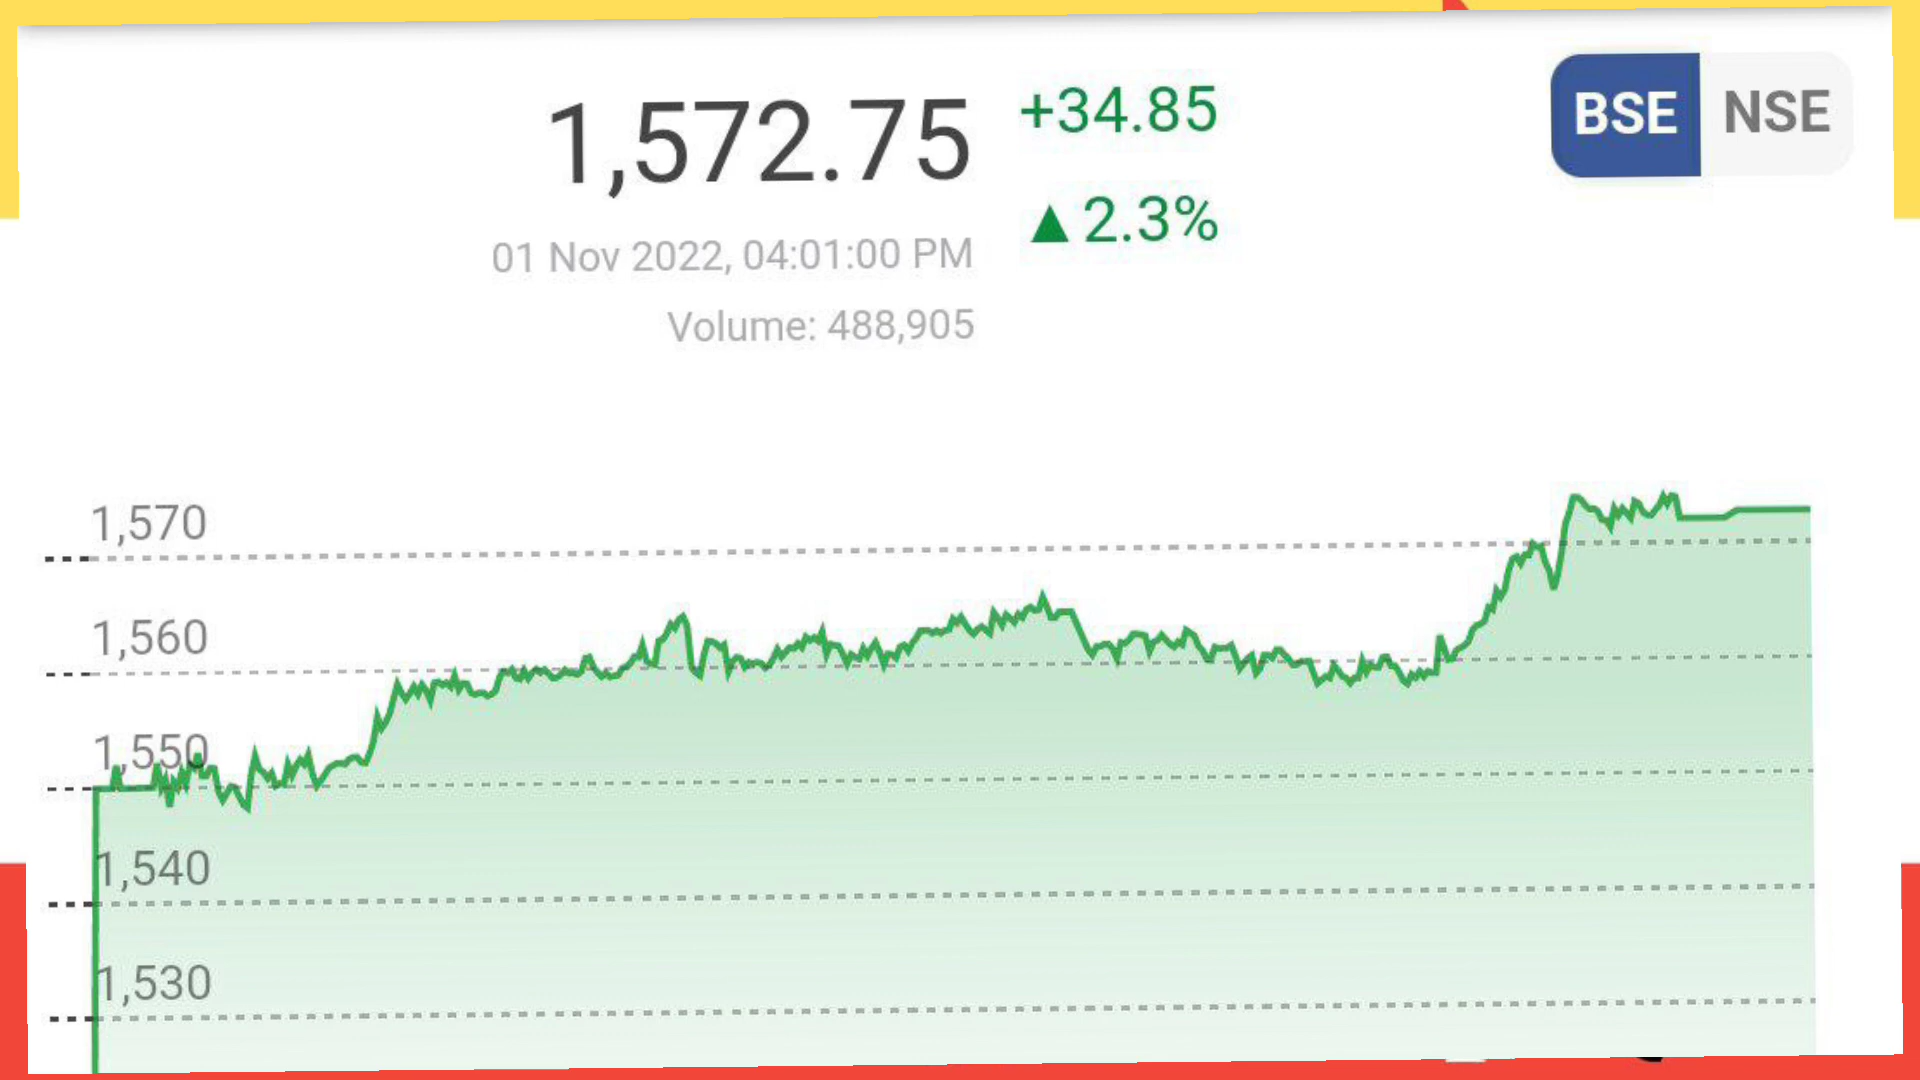 1,572.75
+34.85
▲2.3%
01 Nov 2022, 04:01:00 PM
Volume: 488,905
BSE NSE
1,570
1,560
1,550
1,540
1,530